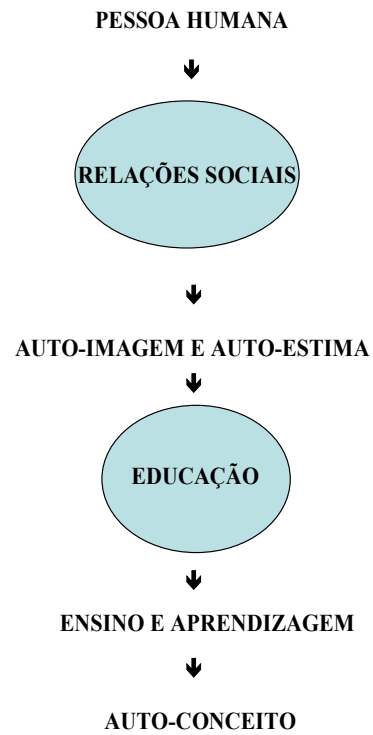 PESSOA HUMANA
RELAÇÕES SOCIAIS
AUTO-IMAGEM E AUTO-ESTIMA
EDUCAÇÃO
ENSINO E APRENDIZAGEM
AUTO-CONCEITO